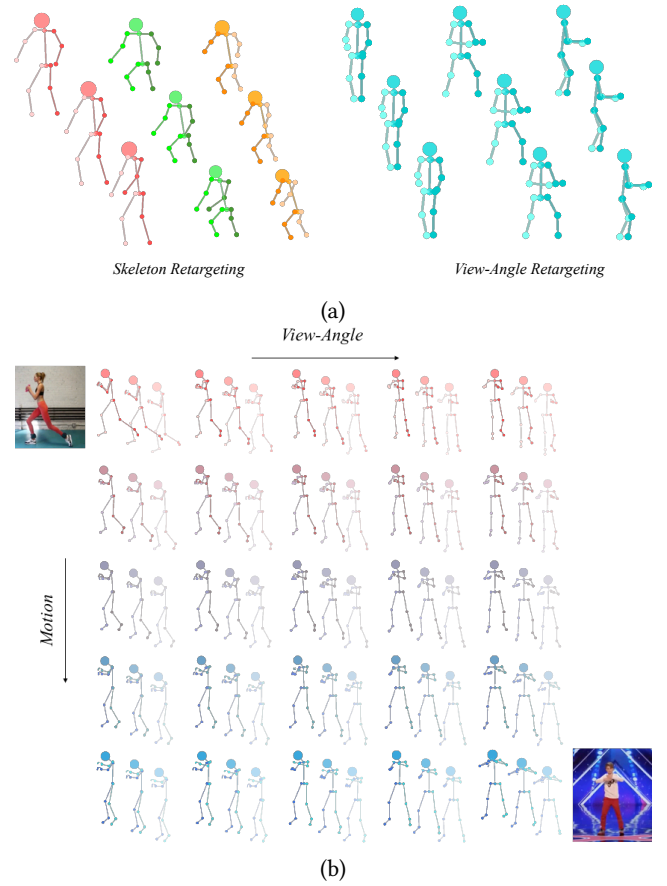 Skeleton Retargeting
View-Angle Retargeting
(a)
View-Angle
Motion
(b)